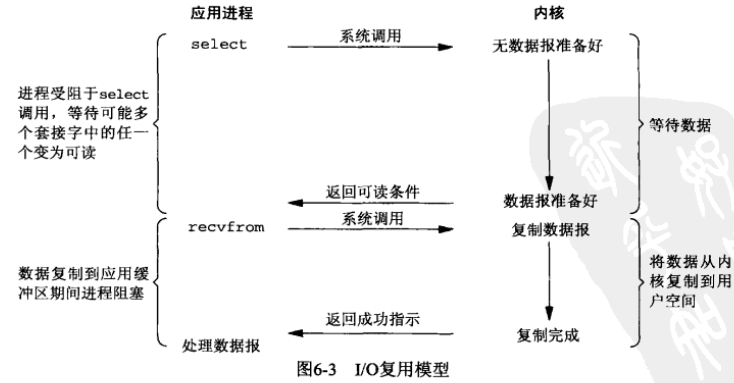 应用进程
内核
select
系统调用
无数据报准备好
进程受阻于select
调用，等待可能多
个套接字中的任一
个变为可读
等待数据
返回可读条件
数据报准备好
recvfrom
系统调用
复制数据报
数据复制到应用缓
冲区期间进程阻塞
将数据从内
核复制到用
户空间
返回成功指示
处理数据报
复制完成
图6-3 I/O复用模型